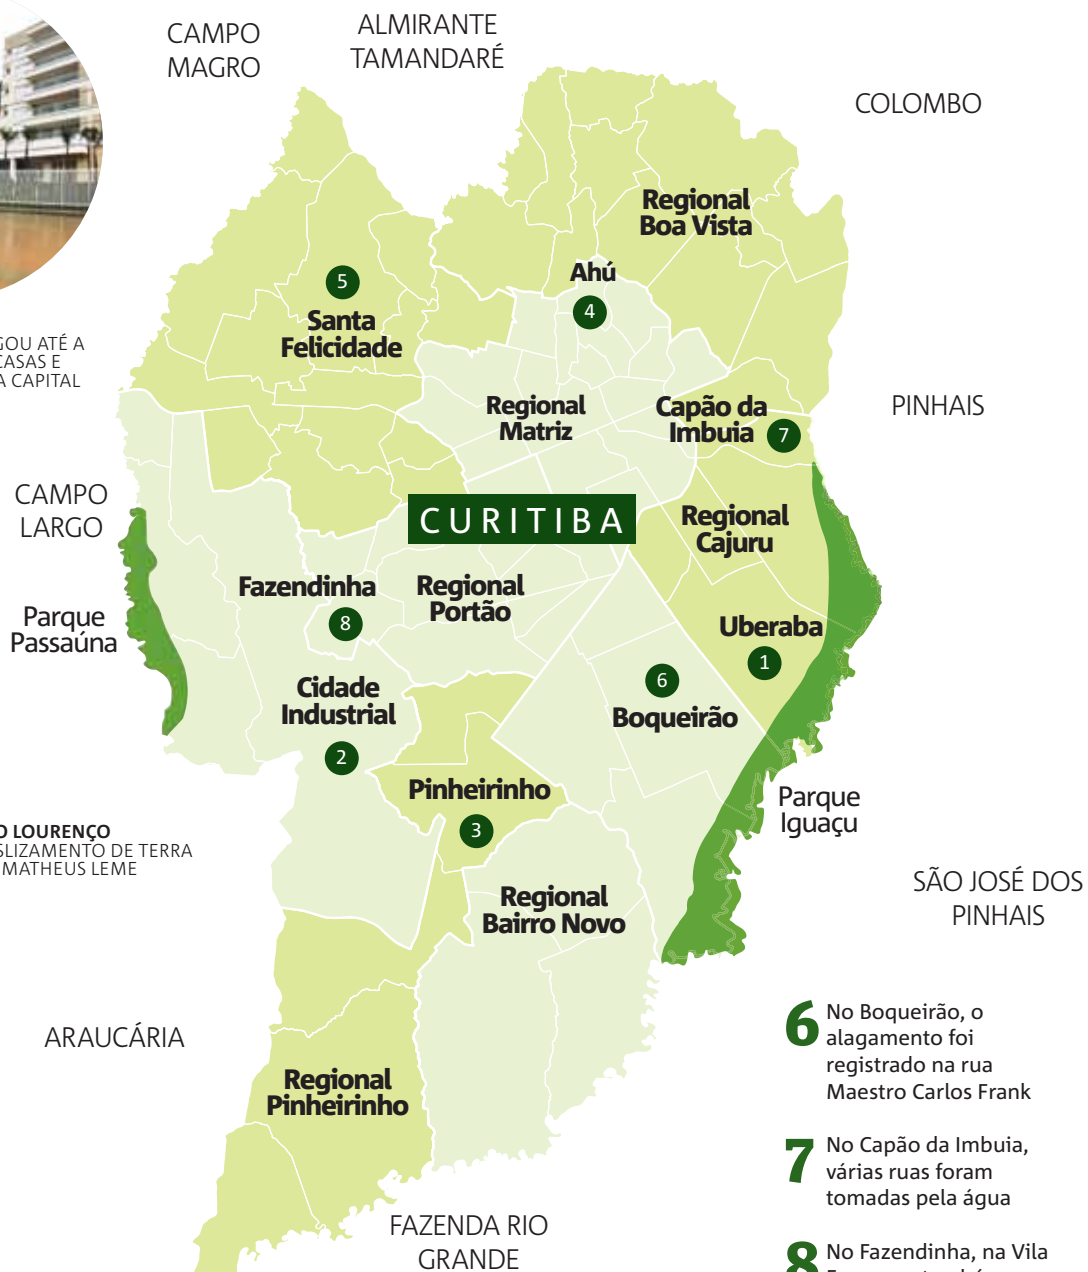 CAMPO
MAGRO
ALMIRANTE
TAMANDARÉ
COLOMBO
Regional
Boa Vista
Ahú
4
5
Santa
Felicidade
GOU ATÉ A
CASAS E
A CAPITAL
Regional
Matriz
Capão da
Imbuia 7
PINHAIS
CAMPO
LARGO
CURITIBA
Regional
Cajuru
Fazendinha
8
Regional
Portão
Parque
Passaúna
Uberaba
1
6
Boqueirão
Cidade
Industrial
2
Pinheirinho
3
Parque
Iguaçu
O LOURENÇO
SLIZAMENTO DE TERRA
MATHEUS LEME
Regional
Bairro Novo
SÃO JOSÉ DOS
PINHAIS
ARAUCÁRIA
Regional
Pinheirinho
FAZENDA RIO
GRANDE
6 No Boqueirão, o
alagamento foi
registrado na rua
Maestro Carlos Frank
7 No Capão da Imbuia,
várias ruas foram
tomadas pela água
8 No Fazendinha, na Vila